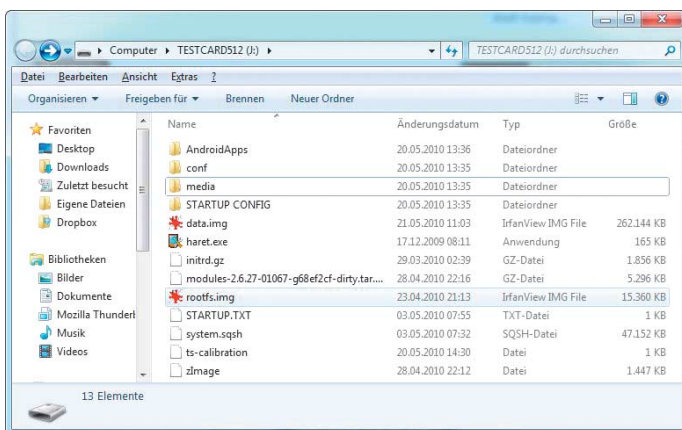 Computer ▸ TESTCARD512 (J:) ▸ TESTCARD512 (J:) durchsuchen
Datei Bearbeiten Ansicht Extras ?
Organisieren Freigeben für Brennen Neuer Ordner
Favoriten
Desktop
Downloads
Zuletzt besucht
Eigene Dateien
Dropbox
Bibliotheken
Bilder
Dokumente
Mozilla Thunderb
Musik
Videos
Name Änderungsdatum Typ Größe
AndroidApps 20.05.2010 13:36 Dateiordner
conf 20.05.2010 13:35 Dateiordner
media 20.05.2010 13:35 Dateiordner
STARTUP CONFIG 20.05.2010 13:35 Dateiordner
data.img 21.05.2010 11:03 IrfanView IMG File 262.144 KB
haret.exe 17.12.2009 08:11 Anwendung 165 KB
initrd.gz 29.03.2010 02:39 GZ-Datei 1.856 KB
modules-2.6.27-01067-g68ef2cf-dirty.tar.... 28.04.2010 22:16 GZ-Datei 5.296 KB
rootfs.img 23.04.2010 21:13 IrfanView IMG File 15.360 KB
STARTUP.TXT 03.05.2010 07:55 TXT-Datei 1 KB
system.sqsh 03.05.2010 07:32 SQSH-Datei 47.152 KB
ts-calibration 20.05.2010 14:30 Datei 1 KB
zImage 28.04.2010 22:12 Datei 1.447 KB
13 Elemente